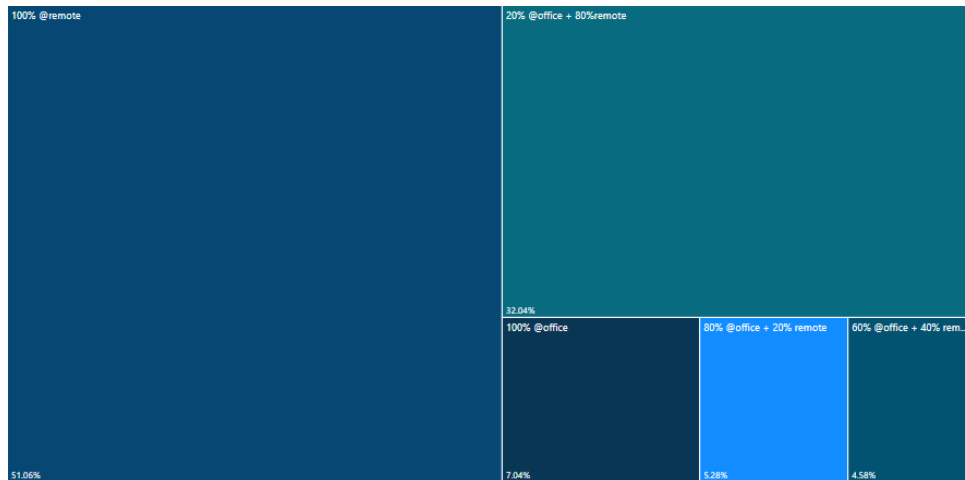 100% @remote
51.06%
20% @office + 80%remote
32.04%
100% @office
7.04%
80% @office + 20% remote
5.28%
60% @office + 40% rem...
4.58%